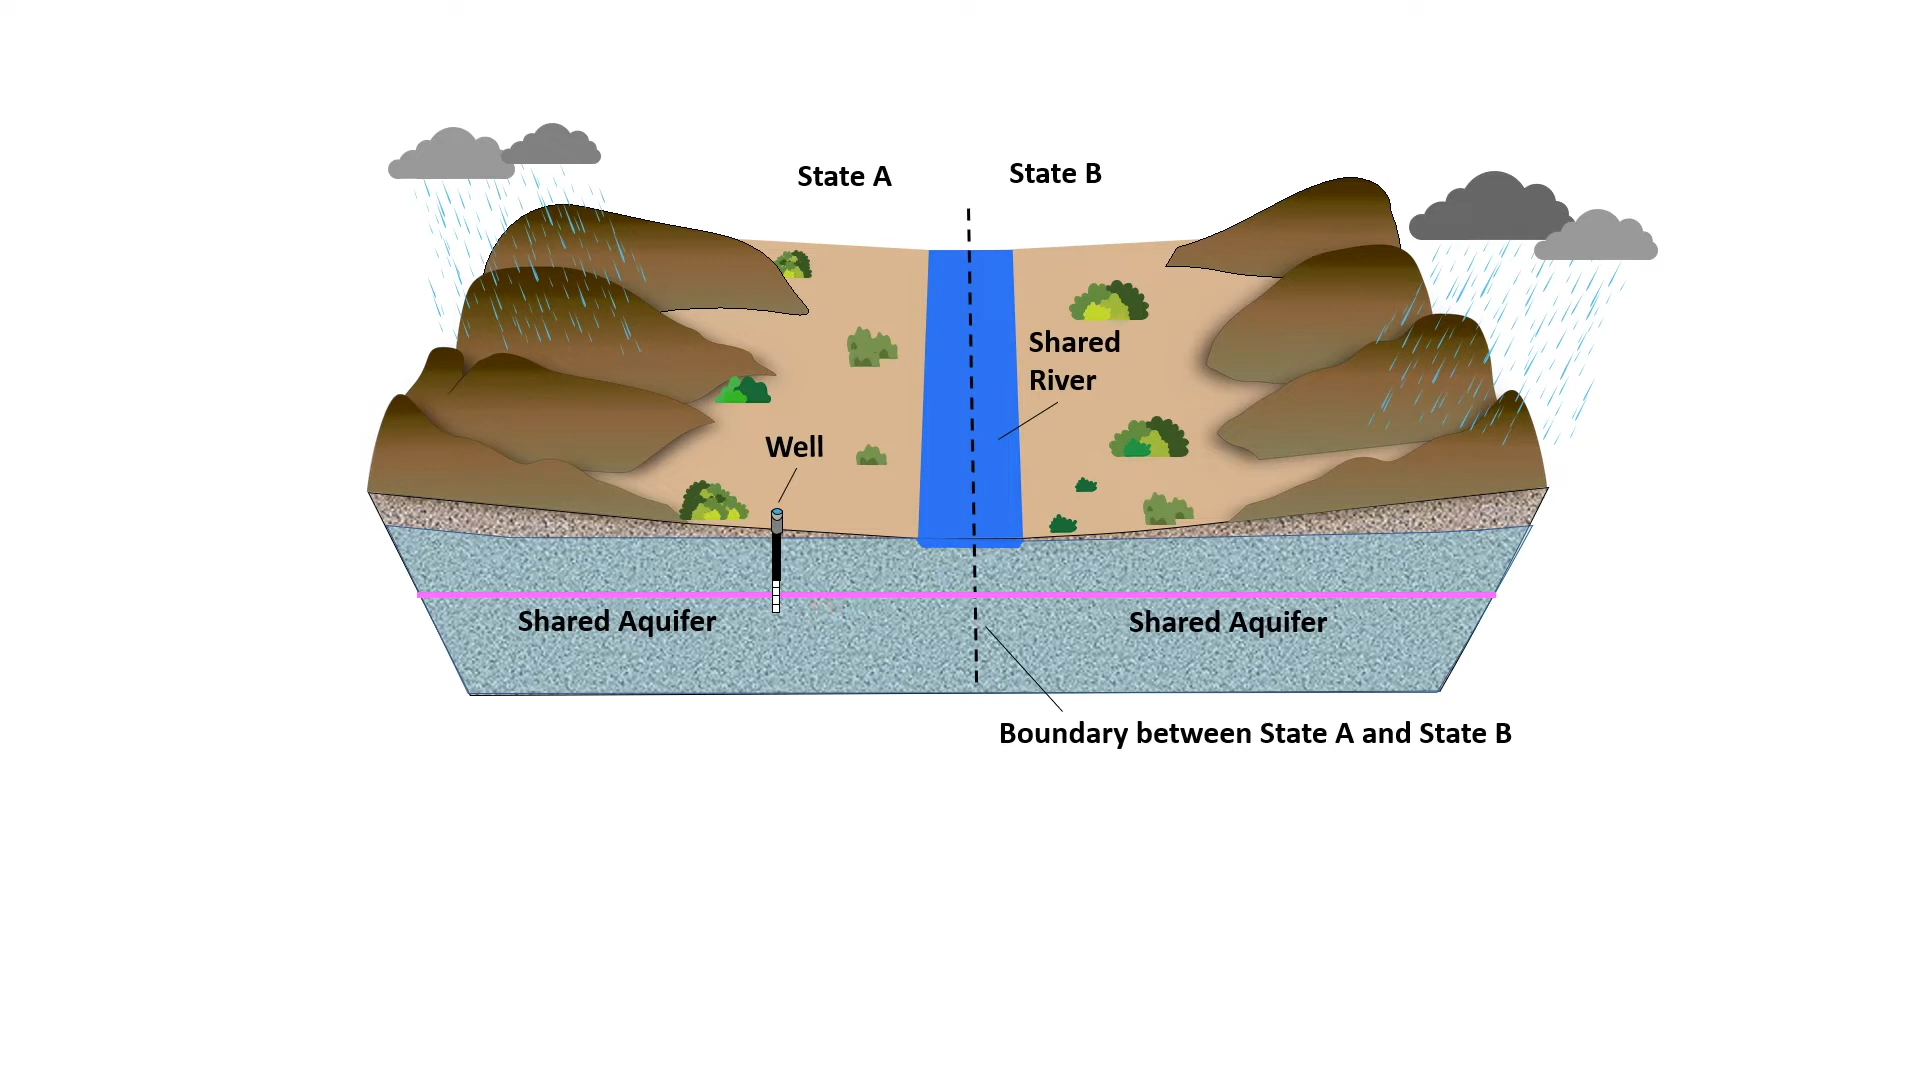 State A
State B
Shared
River
Well
Shared Aquifer
Shared Aquifer
Boundary between State A and State B